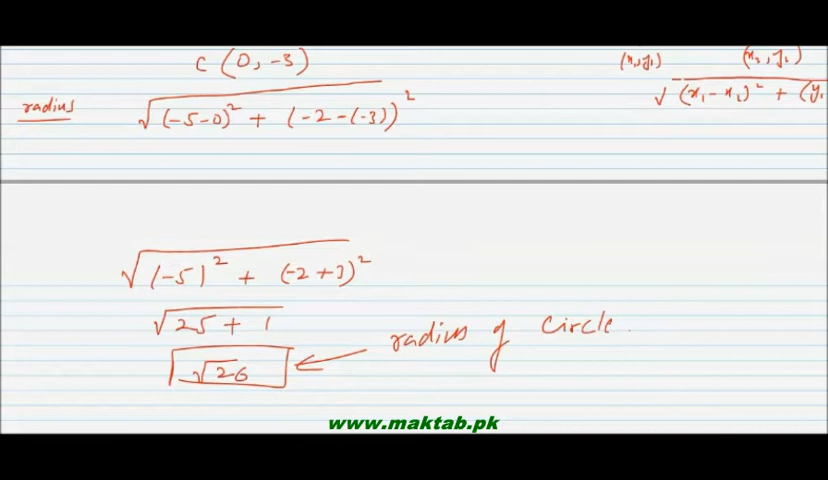 C (0, -3)
(x₁, y₁) (x₂, y₂)
radius √(-5-0)² + (-2-(-3))² √(x₁ - x₂)² + (y₁
√(-5)² + (-2+3)²
√25 + 1
√26 radius of circle.
www.maktab.pk